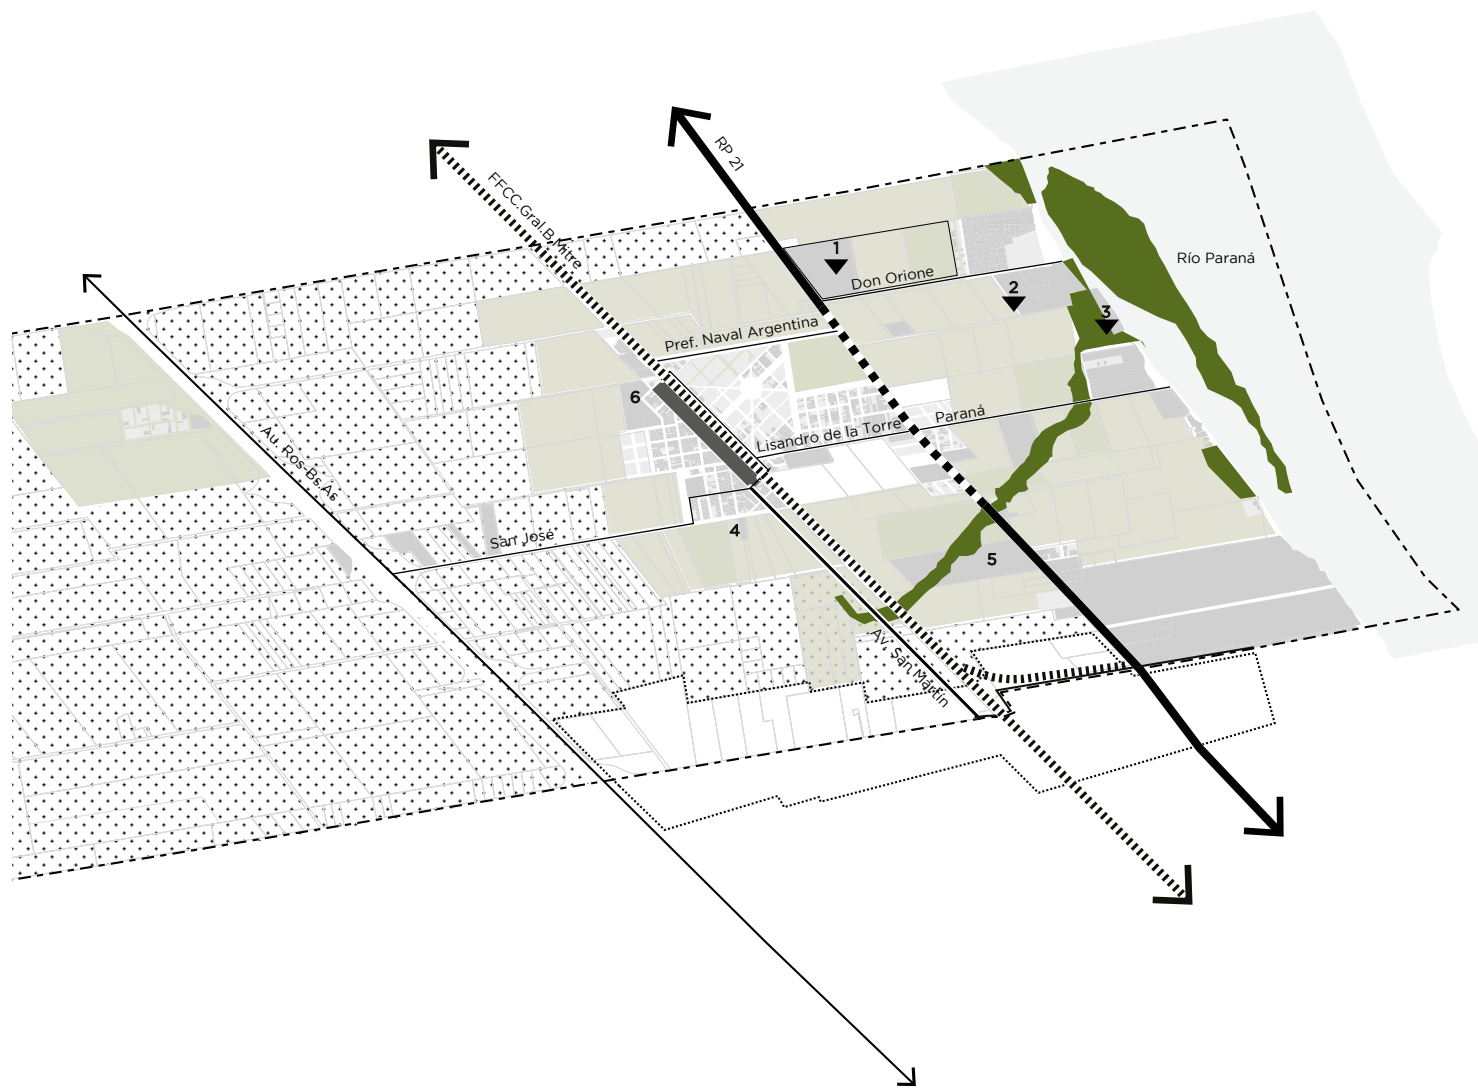 RP 21
FFCC.Gral.B.Mitre
Río Paraná
1
Don Orione
2
3
Pref. Naval Argentina
6
Paraná
Lisandro de la Torre
Au. Ros-Bs.As
San José
4
5
Av. San Martín